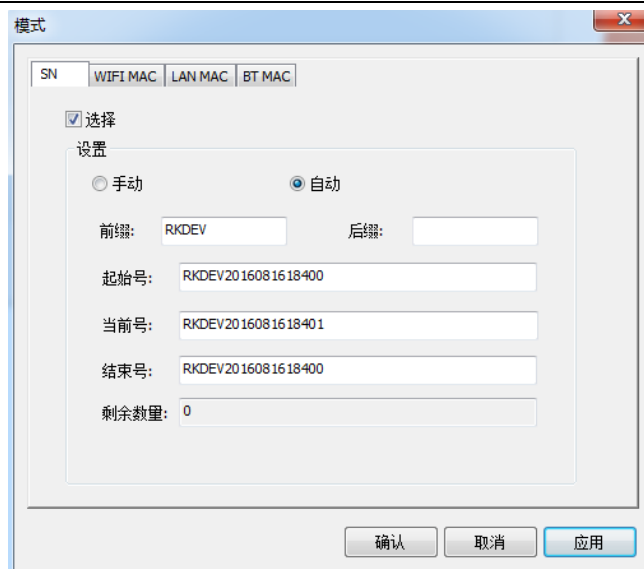 模式
SN WIFI MAC LAN MAC BT MAC
选择
设置
手动 自动
前缀: RKDEV 后缀:
起始号: RKDEV2016081618400
当前号: RKDEV2016081618401
结束号: RKDEV2016081618400
剩余数量: 0
确认 取消 应用